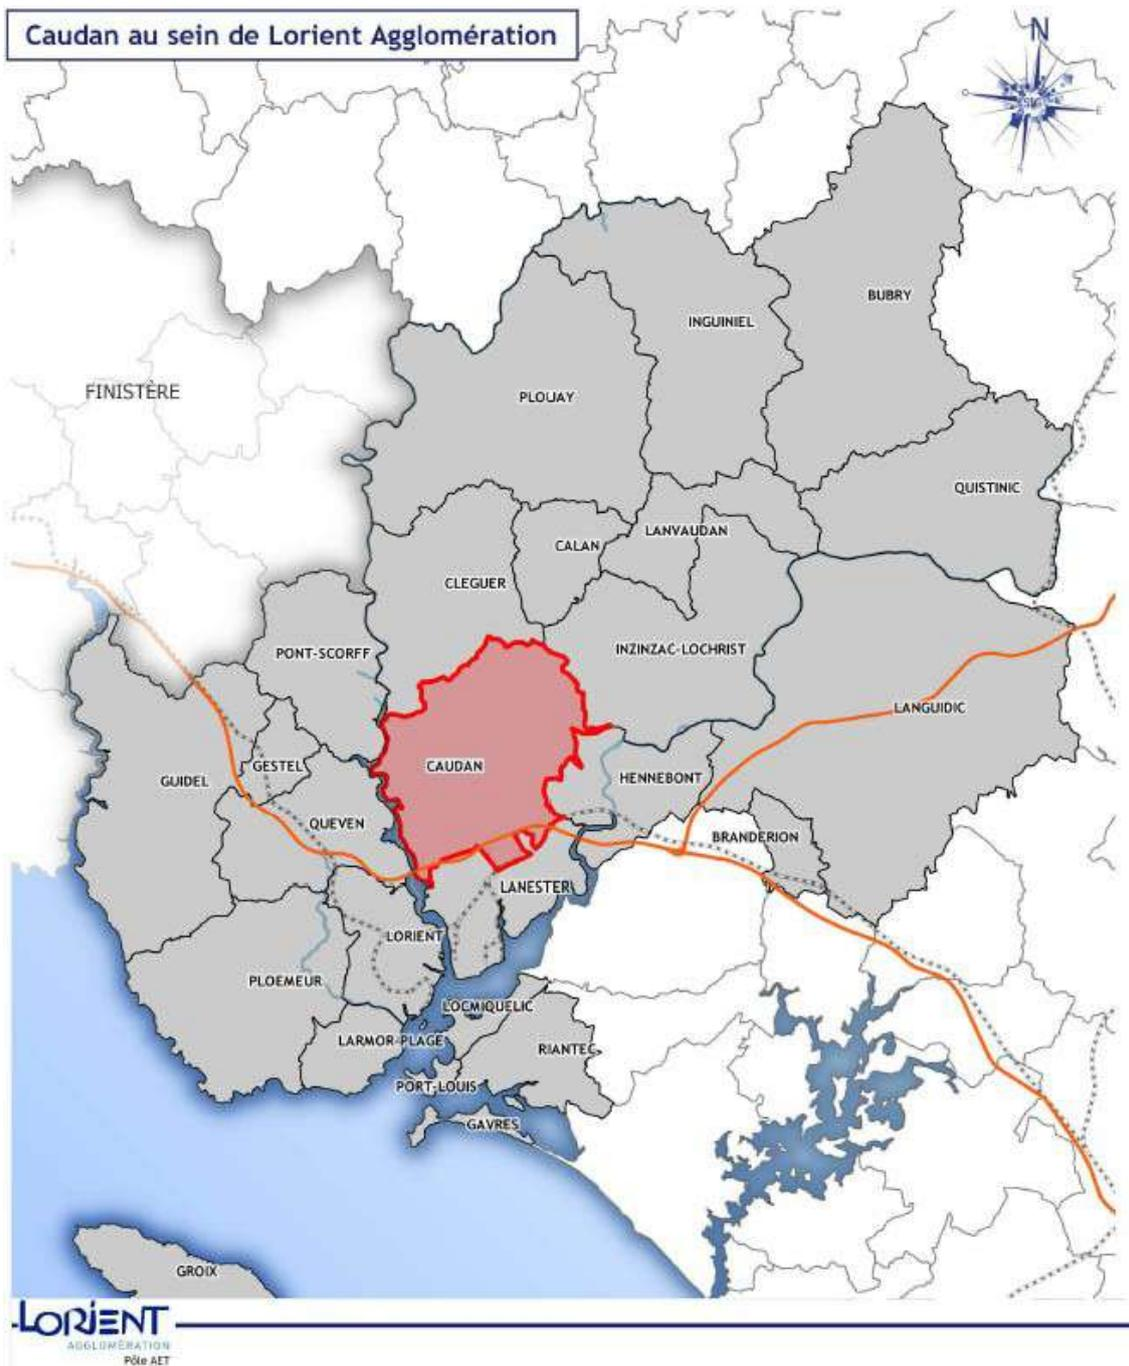 Caudan au sein de Lorient Agglomération
N
O
E
S
SIG
BUBRY
INGUINIEL
FINISTÈRE
PLOUAY
QUISTINIC
LANVAUDAN
CALAN
CLEGUER
PONT-SCORFF
INZINZAC-LOCHRIST
LANGUIDIC
CAUDAN
GESTEL
HENNEBONT
GUIDEL
QUEVEN
BRANDERION
LANESTER
LORIENT
PLOEMEUR
LOCMIQUELIC
LARMOR-PLAGE
RIANTEC
PORT-LOUIS
GAVRES
GROIX
LORIENT
AGGLOMÉRATION
Pôle AET